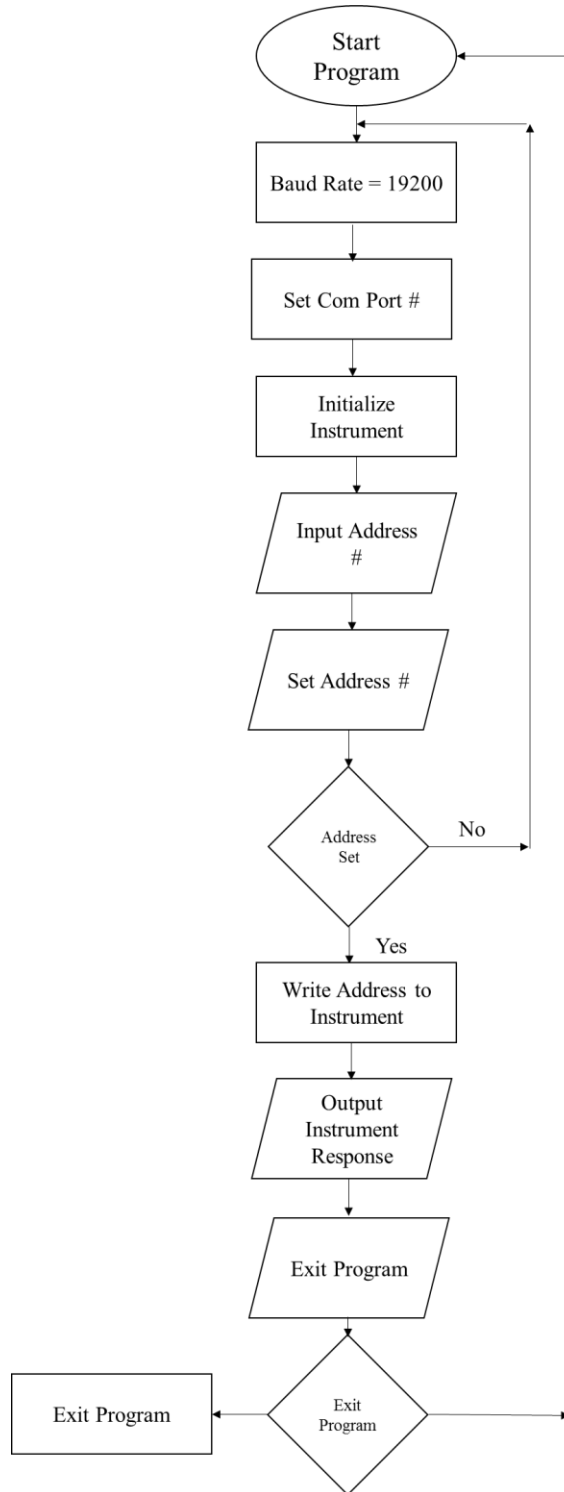 Start
Program
Baud Rate = 19200
Set Com Port #
Initialize
Instrument
Input Address
#
Set Address #
Address
Set
No
Yes
Write Address to
Instrument
Output
Instrument
Response
Exit Program
Exit Program
Exit
Program